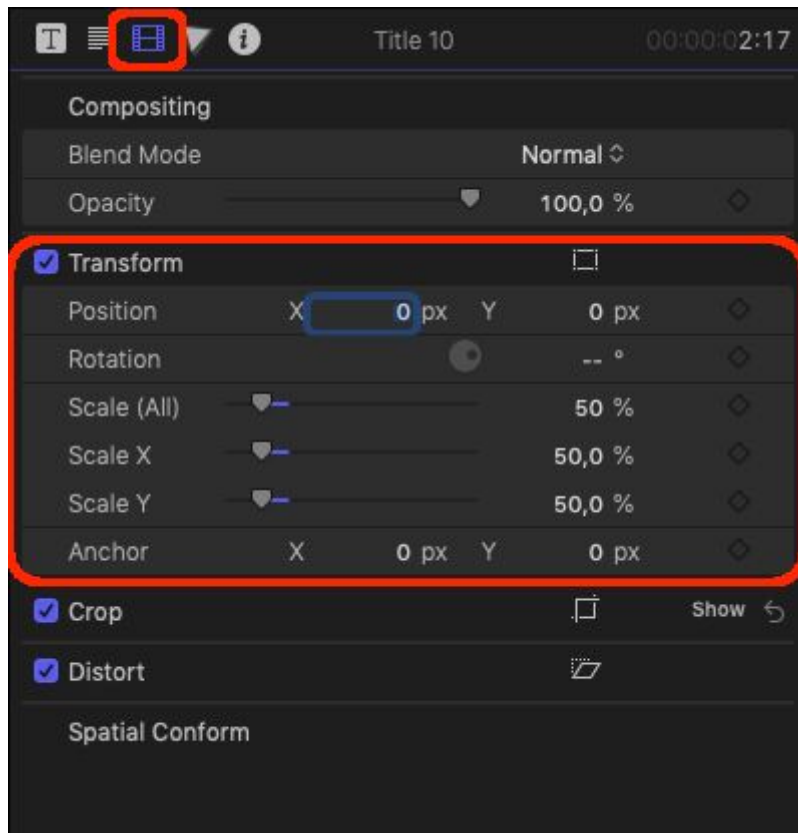 T i Title 10 00:00:02:17
Compositing
Blend Mode Normal
Opacity 100,0 %
Transform
Position X 0 px Y 0 px
Rotation -- °
Scale (All) 50 %
Scale X 50,0 %
Scale Y 50,0 %
Anchor X 0 px Y 0 px
Crop Show
Distort
Spatial Conform